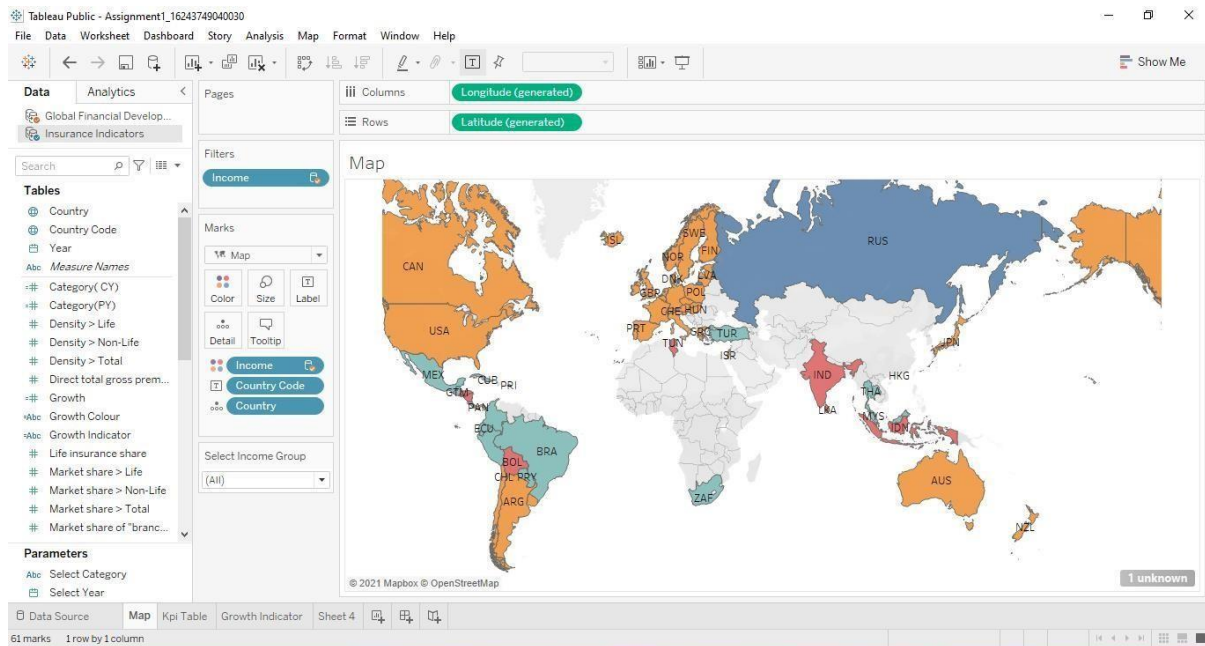 Tableau Public - Assignment1_16243749040030
File Data Worksheet Dashboard Story Analysis Map Format Window Help
Show Me
Data Analytics
Global Financial Develop...
Insurance Indicators
Search
Tables
Country
Country Code
Year
Abc Measure Names
=# Category( CY)
=# Category(PY)
# Density > Life
# Density > Non-Life
# Density > Total
# Direct total gross prem...
=# Growth
=Abc Growth Colour
=Abc Growth Indicator
# Life insurance share
# Market share > Life
# Market share > Non-Life
# Market share > Total
# Market share of "branc...
Parameters
Abc Select Category
Select Year
Pages
Filters
Income
Marks
Map
Color Size Label
Detail Tooltip
Income
Country Code
Country
Select Income Group
(All)
Columns Longitude (generated)
Rows Latitude (generated)
Map
CAN
USA
MEX
CUB
PRI
GTM
PAN
ECU
BRA
BOL
CHL
PRY
ARG
ISL
SWE
NOR
FIN
DNK
LVA
GBR
POL
CHE
HUN
PRT
GRC
TUR
TUN
ISR
RUS
IND
LKA
HKG
THA
MYS
IDN
JPN
ZAF
AUS
NZL
© 2021 Mapbox © OpenStreetMap
1 unknown
Data Source Map Kpi Table Growth Indicator Sheet 4
61 marks 1 row by 1 column